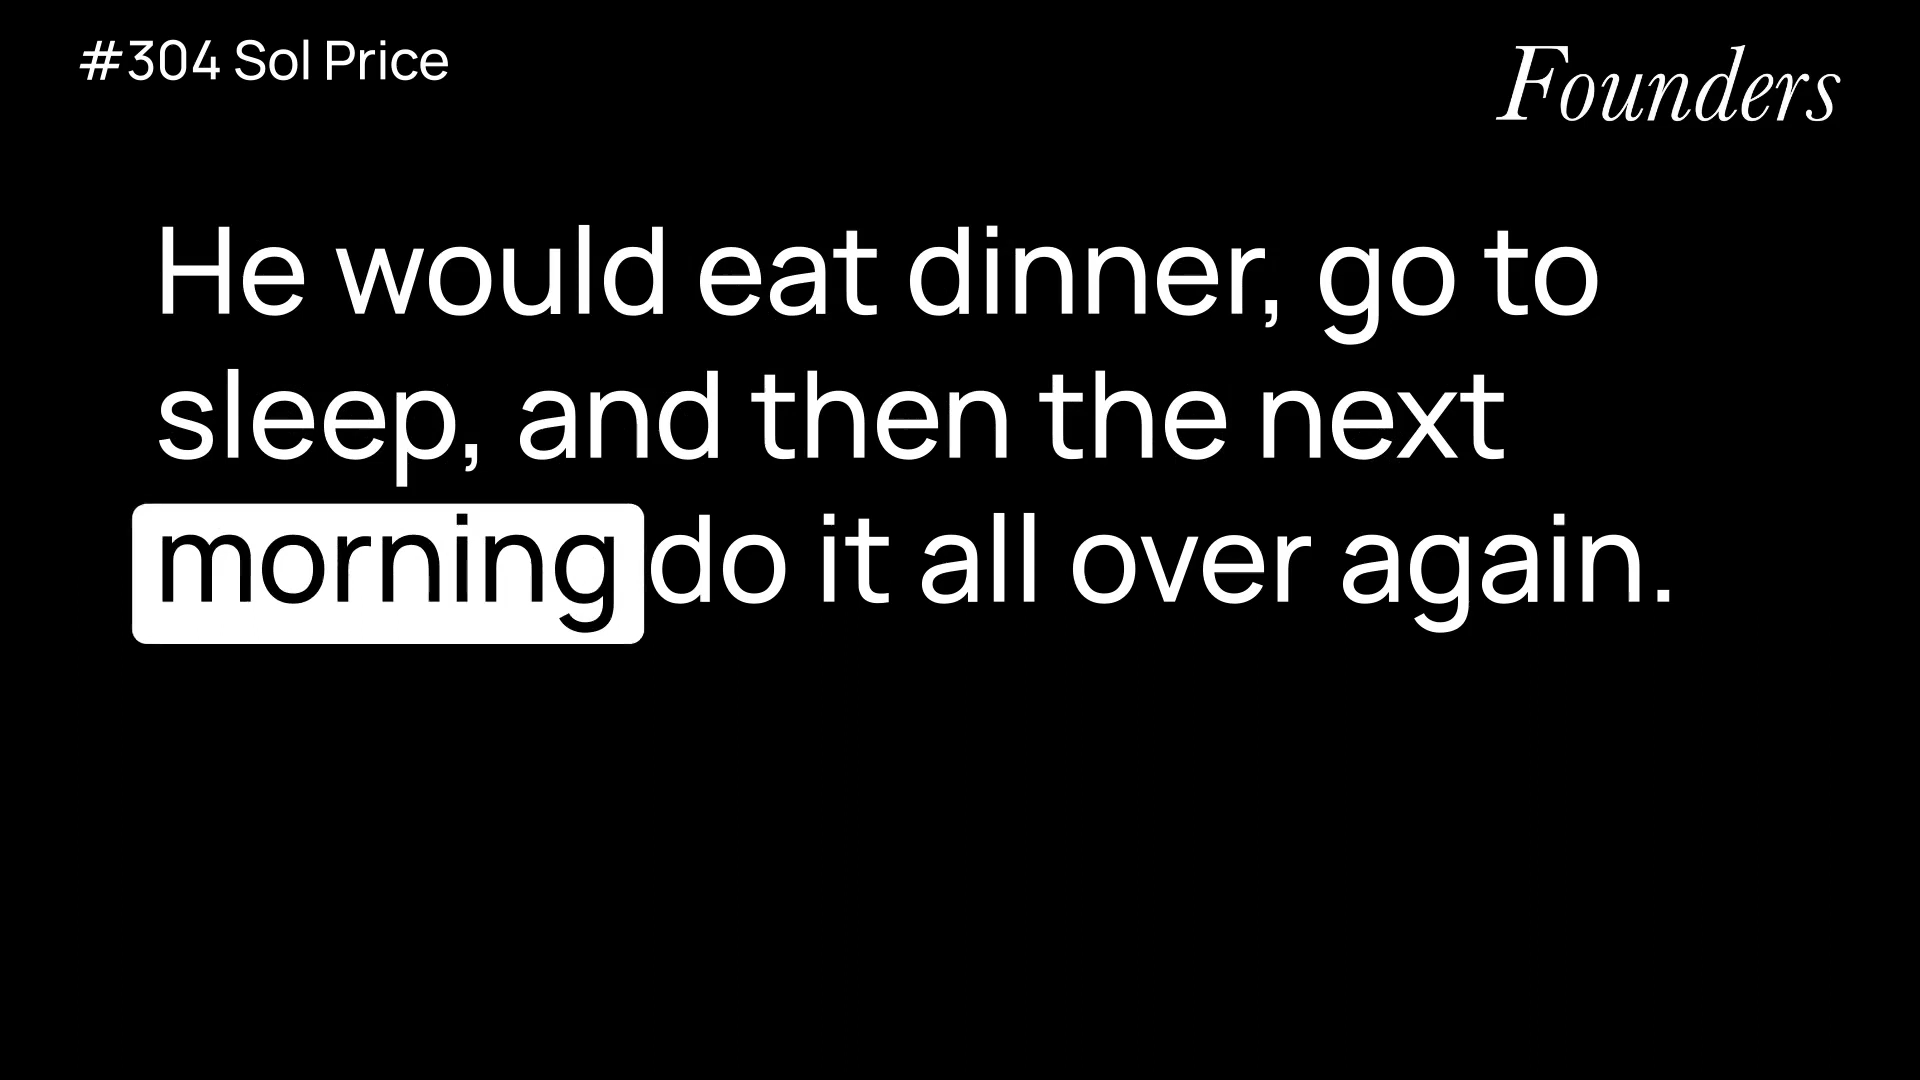 #304 Sol Price
Founders
He would eat dinner, go to
sleep, and then the next
morning do it all over again.